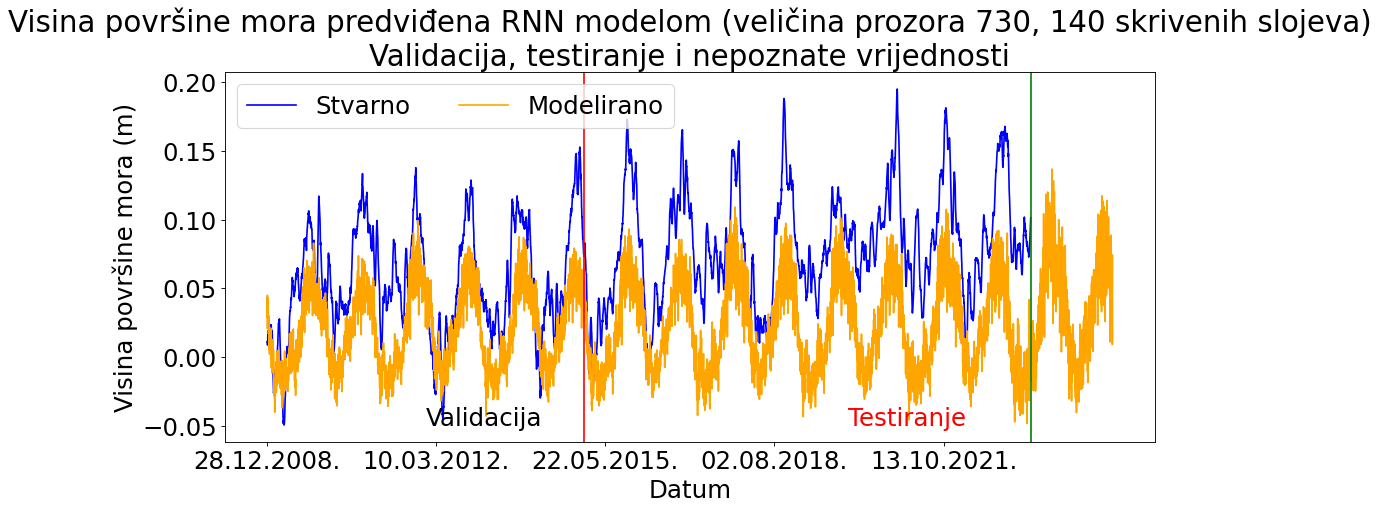 Visina površine mora predviđena RNN modelom (veličina prozora 730, 140 skrivenih slojeva)
Validacija, testiranje i nepoznate vrijednosti
Stvarno Modelirano
Visina površine mora (m)
0.20
0.15
0.10
0.05
0.00
−0.05
Validacija Testiranje
28.12.2008. 10.03.2012. 22.05.2015. 02.08.2018. 13.10.2021.
Datum